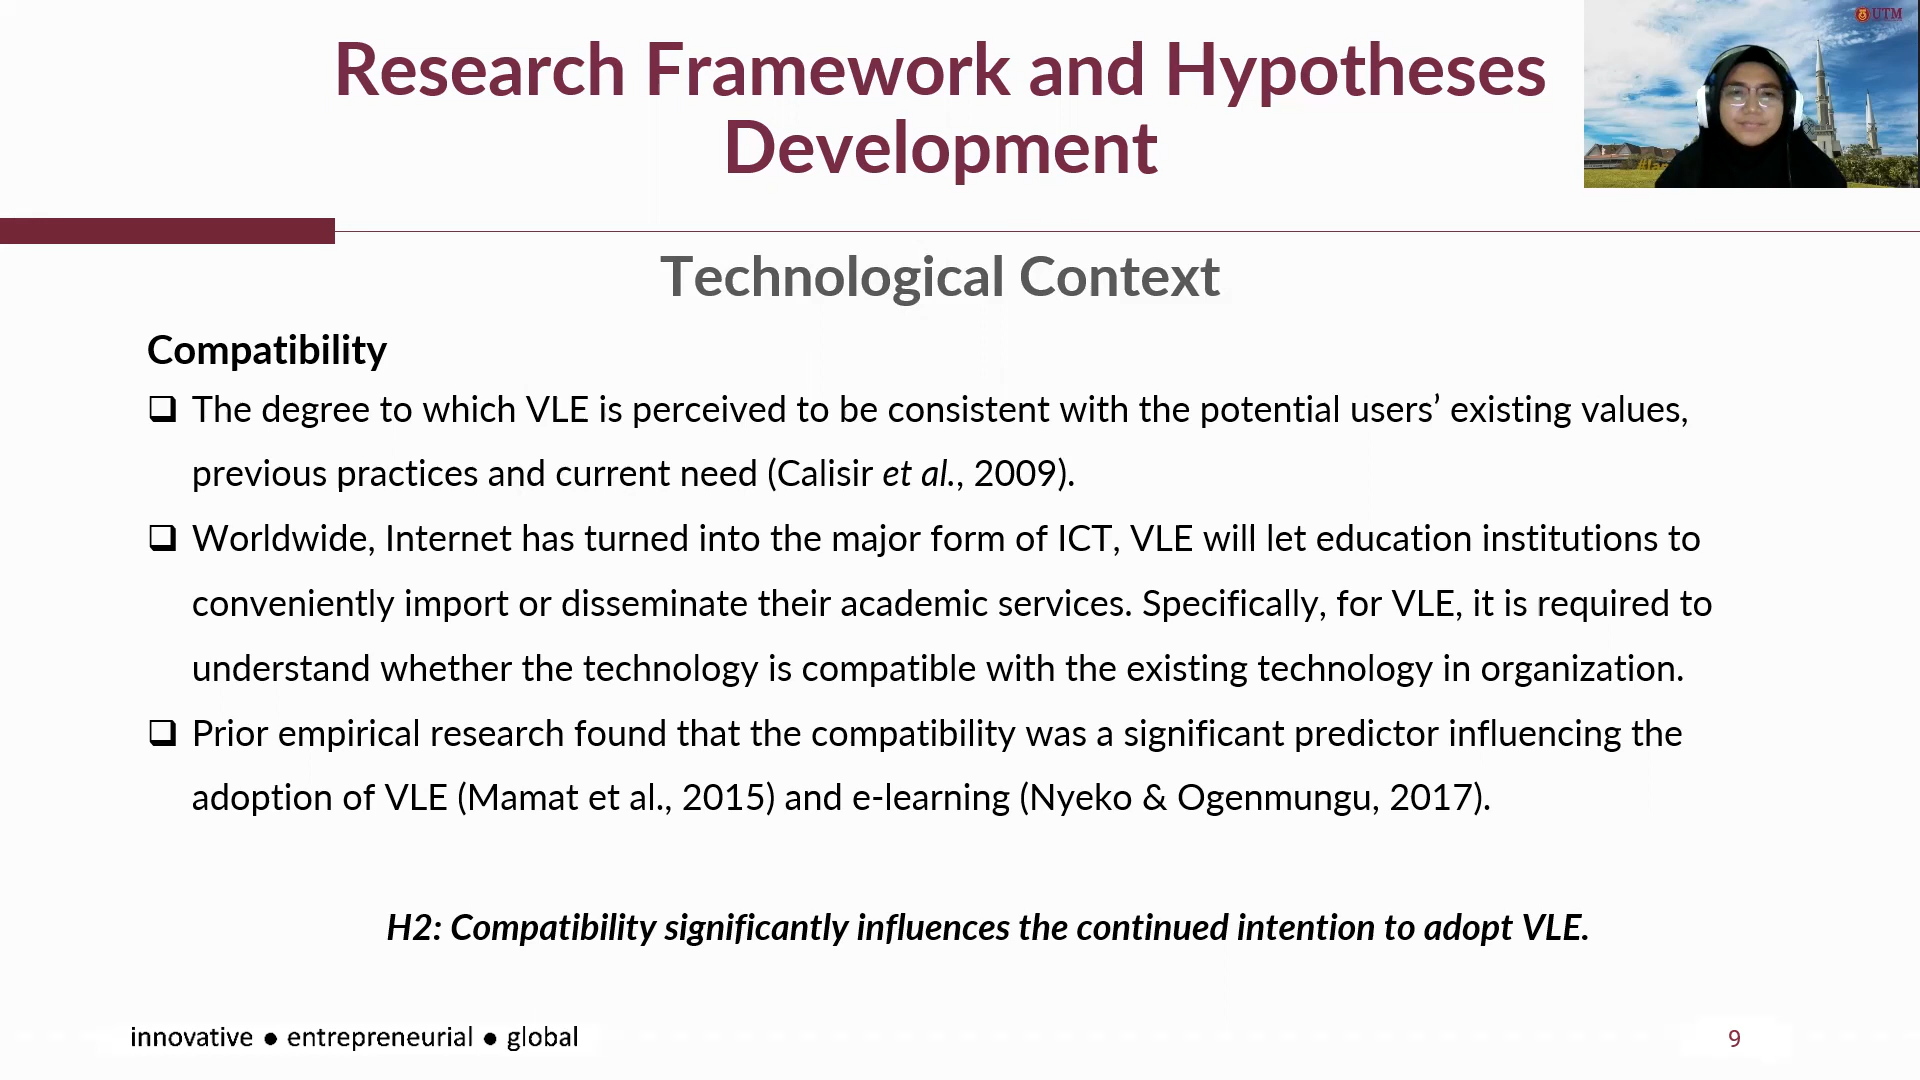 Research Framework and Hypotheses
Development
UTM
Technological Context
Compatibility
❑ The degree to which VLE is perceived to be consistent with the potential users’ existing values,
previous practices and current need (Calisir et al., 2009).
❑ Worldwide, Internet has turned into the major form of ICT, VLE will let education institutions to
conveniently import or disseminate their academic services. Specifically, for VLE, it is required to
understand whether the technology is compatible with the existing technology in organization.
❑ Prior empirical research found that the compatibility was a significant predictor influencing the
adoption of VLE (Mamat et al., 2015) and e-learning (Nyeko & Ogenmungu, 2017).
H2: Compatibility significantly influences the continued intention to adopt VLE.
innovative ● entrepreneurial ● global
9